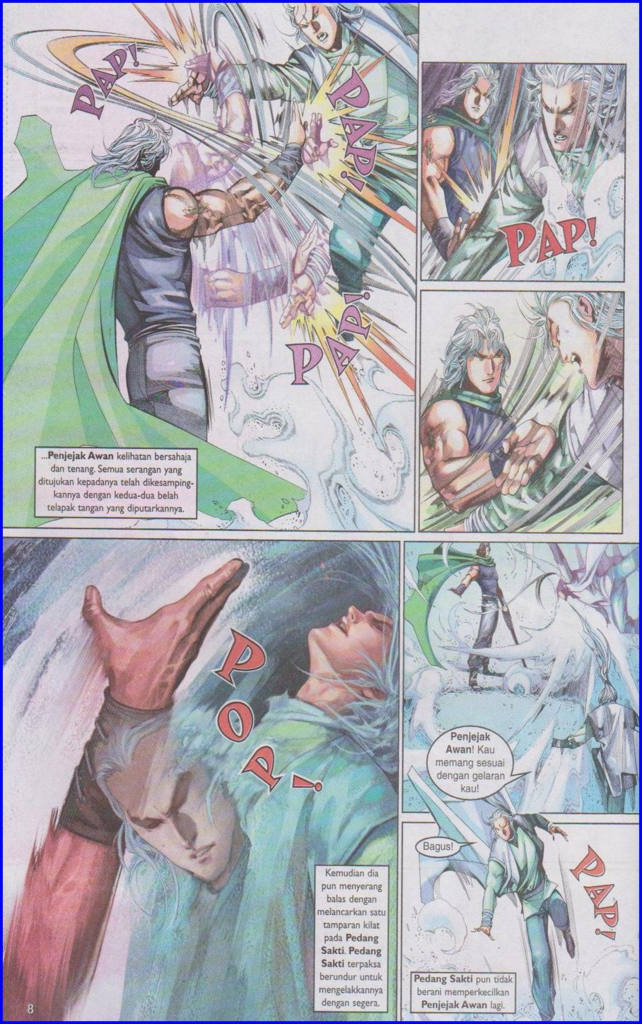 PAP!
PAP!
PAP!
PAP!
...Penjejak Awan kelihatan bersahaja
dan tenang. Semua serangan yang
ditujukan kepadanya telah dikesamping-
kannya dengan kedua-dua belah
telapak tangan yang diputarkannya.
POP!
Kemudian dia
pun menyerang
balas dengan
melancarkan satu
tamparan kilat
pada Pedang
Sakti. Pedang
Sakti terpaksa
berundur untuk
mengelakkannya
dengan segera.
Penjejak
Awan! Kau
memang sesuai
dengan gelaran
kau!
Bagus!
PAP!
Pedang Sakti pun tidak
berani memperkecilkan
Penjejak Awan lagi.
8